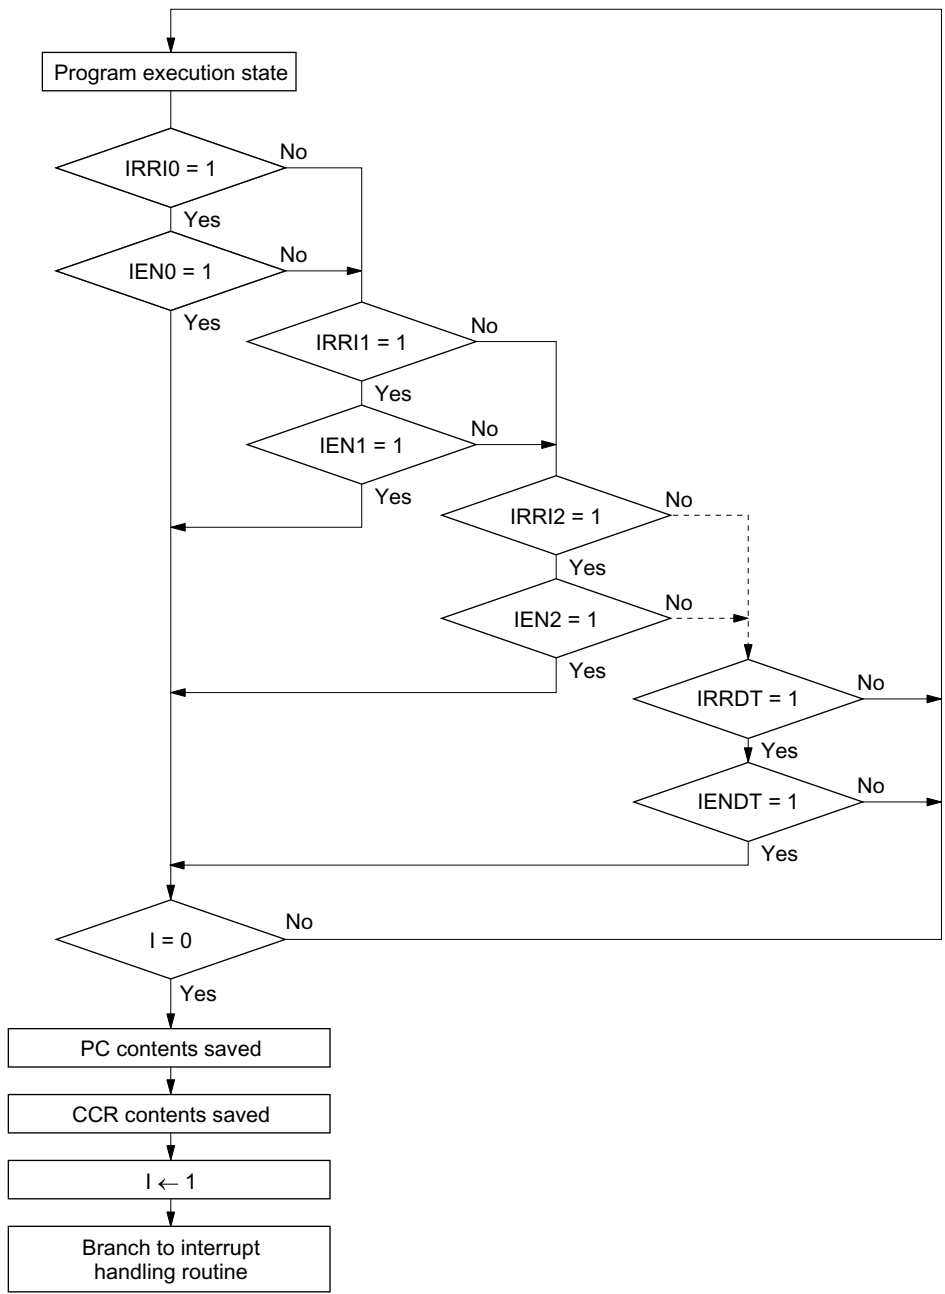 Program execution state
IRRI0 = 1
No
Yes
IEN0 = 1
No
Yes
IRRI1 = 1
No
Yes
IEN1 = 1
No
Yes
IRRI2 = 1
No
Yes
IEN2 = 1
No
Yes
IRRDT = 1
No
Yes
IENDT = 1
No
Yes
I = 0
No
Yes
PC contents saved
CCR contents saved
I ← 1
Branch to interrupt
handling routine